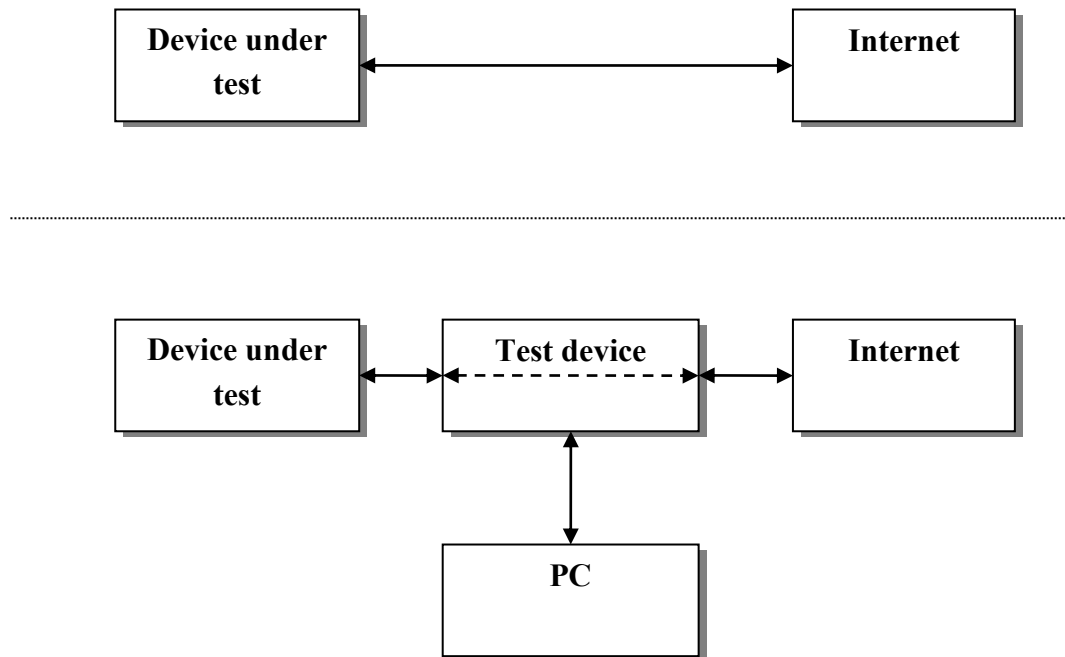 Device under
test
Internet
Device under
test
Test device
Internet
PC